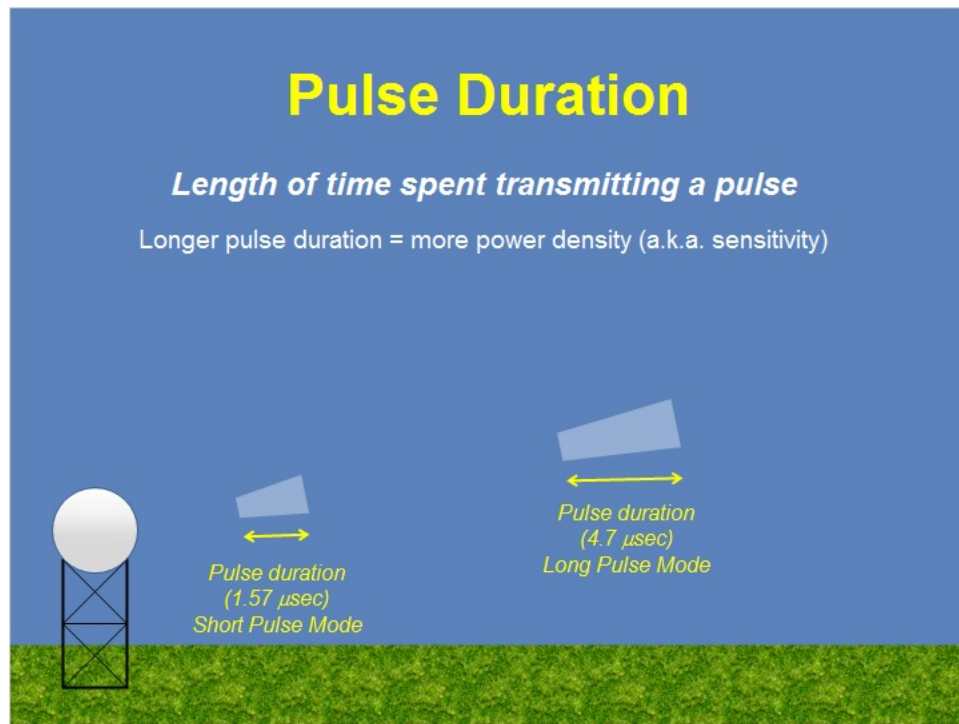 Pulse Duration
Length of time spent transmitting a pulse
Longer pulse duration = more power density (a.k.a. sensitivity)
Pulse duration
(1.57 μsec)
Short Pulse Mode
Pulse duration
(4.7 μsec)
Long Pulse Mode